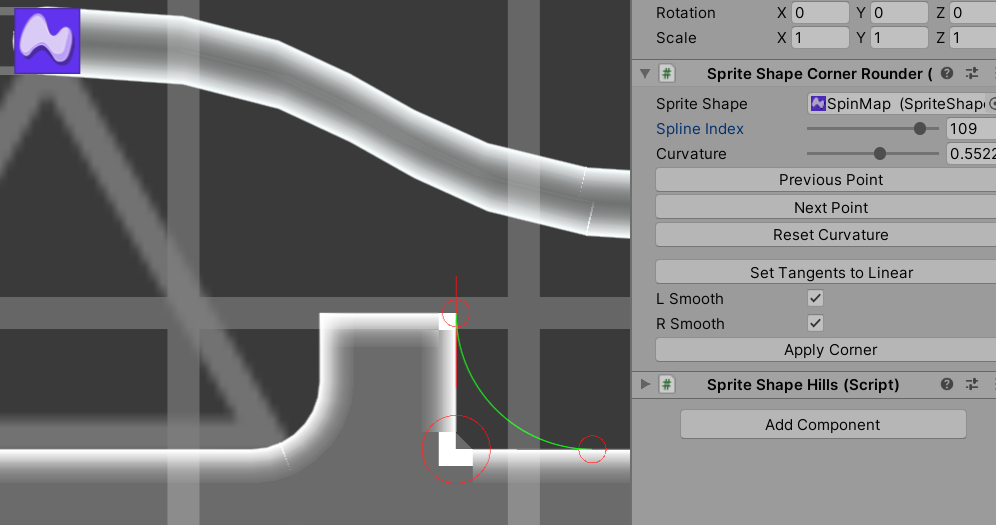 Rotation X 0 Y 0 Z 0
Scale X 1 Y 1 Z 1
# Sprite Shape Corner Rounder (
Sprite Shape SpinMap (SpriteShap
Spline Index 109
Curvature 0.5522
Previous Point
Next Point
Reset Curvature
Set Tangents to Linear
L Smooth
R Smooth
Apply Corner
# Sprite Shape Hills (Script)
Add Component